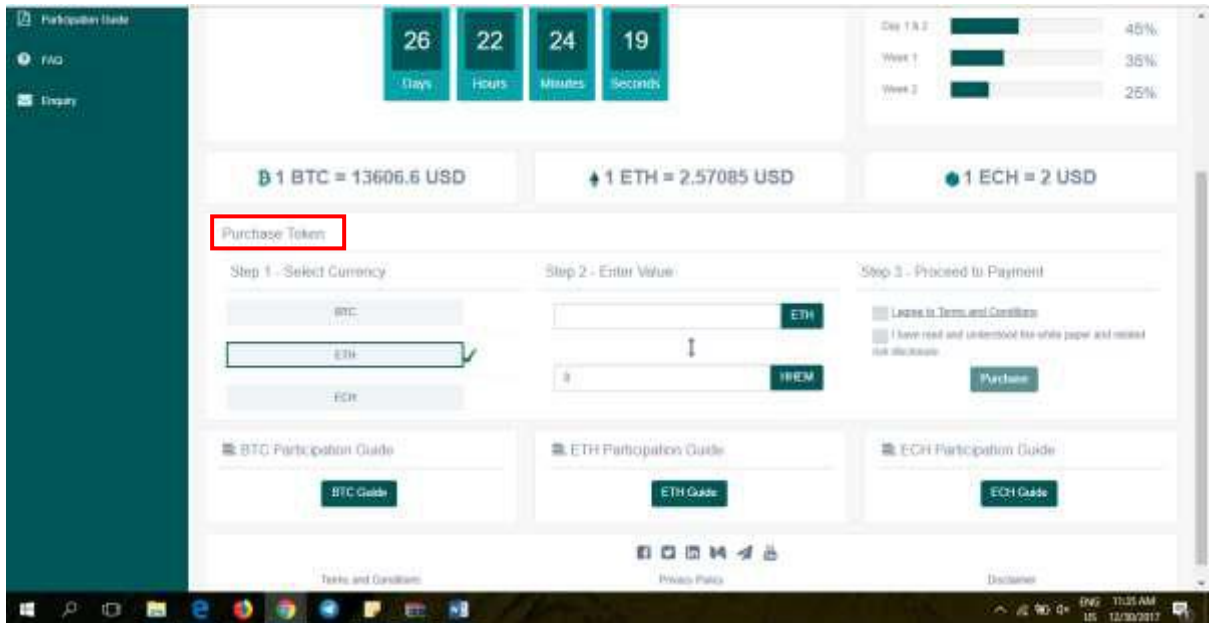 Participation Guide
FAQ
Enquiry
26 22 24 19
Days Hours Minutes Seconds
Day 1 & 2 45%
Week 1 35%
Week 2 25%
1 BTC = 13606.6 USD
1 ETH = 2.57085 USD
1 ECH = 2 USD
Purchase Token
Step 1 - Select Currency
BTC
ETH
ECH
Step 2 - Enter Value
ETH
0 HHEM
Step 3 - Proceed to Payment
I agree to Terms and Conditions
I have read and understood the white paper and related
risk disclosure
Purchase
BTC Participation Guide
BTC Guide
ETH Participation Guide
ETH Guide
ECH Participation Guide
ECH Guide
Terms and Conditions Privacy Policy Disclaimer
ENG 11:35 AM
US 12/30/2017